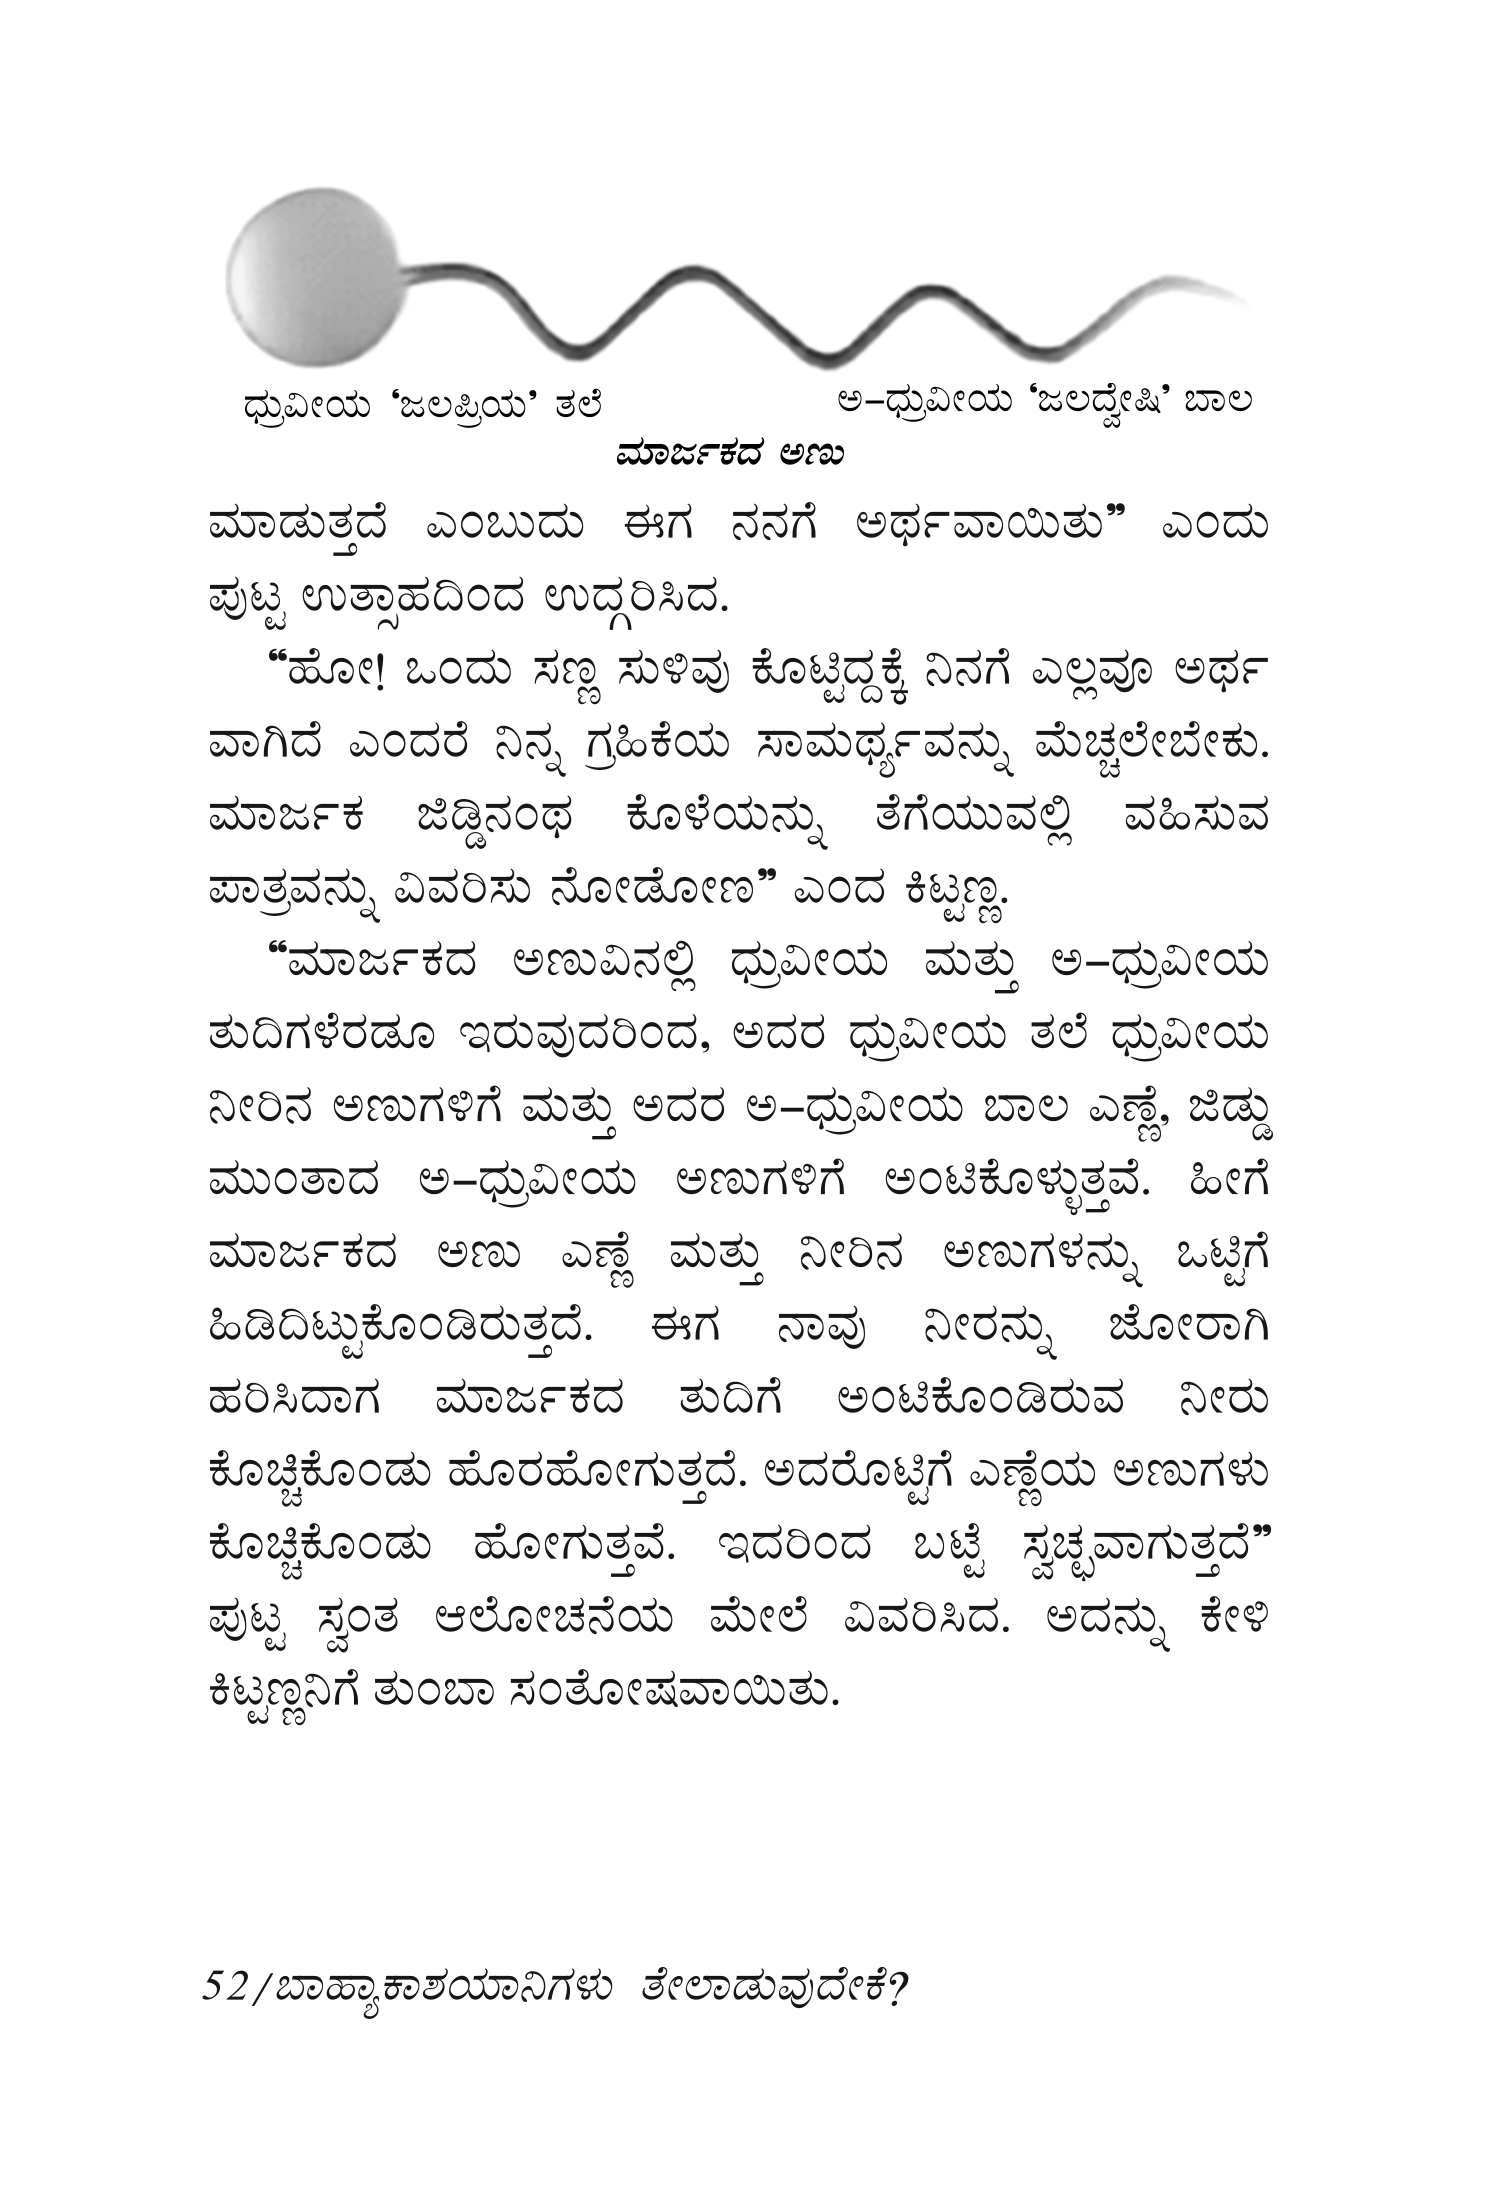 ಧ್ರುವೀಯ ‘ಜಲಪ್ರಿಯ’ ತಲೆ
ಅ–ಧ್ರುವೀಯ ‘ಜಲದ್ವೇಷಿ’ ಬಾಲ
ಮಾರ್ಜಕದ ಅಣು
ಮಾಡುತ್ತದೆ ಎಂಬುದು ಈಗ ನನಗೆ ಅರ್ಥವಾಯಿತು” ಎಂದು
ಪುಟ್ಟ ಉತ್ಸಾಹದಿಂದ ಉದ್ಗರಿಸಿದ.
“ಹೋ! ಒಂದು ಸಣ್ಣ ಸುಳಿವು ಕೊಟ್ಟಿದ್ದಕ್ಕೆ ನಿನಗೆ ಎಲ್ಲವೂ ಅರ್ಥ
ವಾಗಿದೆ ಎಂದರೆ ನಿನ್ನ ಗ್ರಹಿಕೆಯ ಸಾಮರ್ಥ್ಯವನ್ನು ಮೆಚ್ಚಲೇಬೇಕು.
ಮಾರ್ಜಕ ಜಿಡ್ಡಿನಂಥ ಕೊಳೆಯನ್ನು ತೆಗೆಯುವಲ್ಲಿ ವಹಿಸುವ
ಪಾತ್ರವನ್ನು ವಿವರಿಸು ನೋಡೋಣ” ಎಂದ ಕಿಟ್ಟಣ್ಣ.
“ಮಾರ್ಜಕದ ಅಣುವಿನಲ್ಲಿ ಧ್ರುವೀಯ ಮತ್ತು ಅ–ಧ್ರುವೀಯ
ತುದಿಗಳೆರಡೂ ಇರುವುದರಿಂದ, ಅದರ ಧ್ರುವೀಯ ತಲೆ ಧ್ರುವೀಯ
ನೀರಿನ ಅಣುಗಳಿಗೆ ಮತ್ತು ಅದರ ಅ–ಧ್ರುವೀಯ ಬಾಲ ಎಣ್ಣೆ, ಜಿಡ್ಡು
ಮುಂತಾದ ಅ–ಧ್ರುವೀಯ ಅಣುಗಳಿಗೆ ಅಂಟಿಕೊಳ್ಳುತ್ತವೆ. ಹೀಗೆ
ಮಾರ್ಜಕದ ಅಣು ಎಣ್ಣೆ ಮತ್ತು ನೀರಿನ ಅಣುಗಳನ್ನು ಒಟ್ಟಿಗೆ
ಹಿಡಿದಿಟ್ಟುಕೊಂಡಿರುತ್ತದೆ. ಈಗ ನಾವು ನೀರನ್ನು ಜೋರಾಗಿ
ಹರಿಸಿದಾಗ ಮಾರ್ಜಕದ ತುದಿಗೆ ಅಂಟಿಕೊಂಡಿರುವ ನೀರು
ಕೊಚ್ಚಿಕೊಂಡು ಹೊರಹೋಗುತ್ತದೆ. ಅದರೊಟ್ಟಿಗೆ ಎಣ್ಣೆಯ ಅಣುಗಳು
ಕೊಚ್ಚಿಕೊಂಡು ಹೋಗುತ್ತವೆ. ಇದರಿಂದ ಬಟ್ಟೆ ಸ್ವಚ್ಛವಾಗುತ್ತದೆ”
ಪುಟ್ಟ ಸ್ವಂತ ಆಲೋಚನೆಯ ಮೇಲೆ ವಿವರಿಸಿದ. ಅದನ್ನು ಕೇಳಿ
ಕಿಟ್ಟಣ್ಣನಿಗೆ ತುಂಬಾ ಸಂತೋಷವಾಯಿತು.
52/ಬಾಹ್ಯಾಕಾಶಯಾನಿಗಳು ತೇಲಾಡುವುದೇಕೆ?